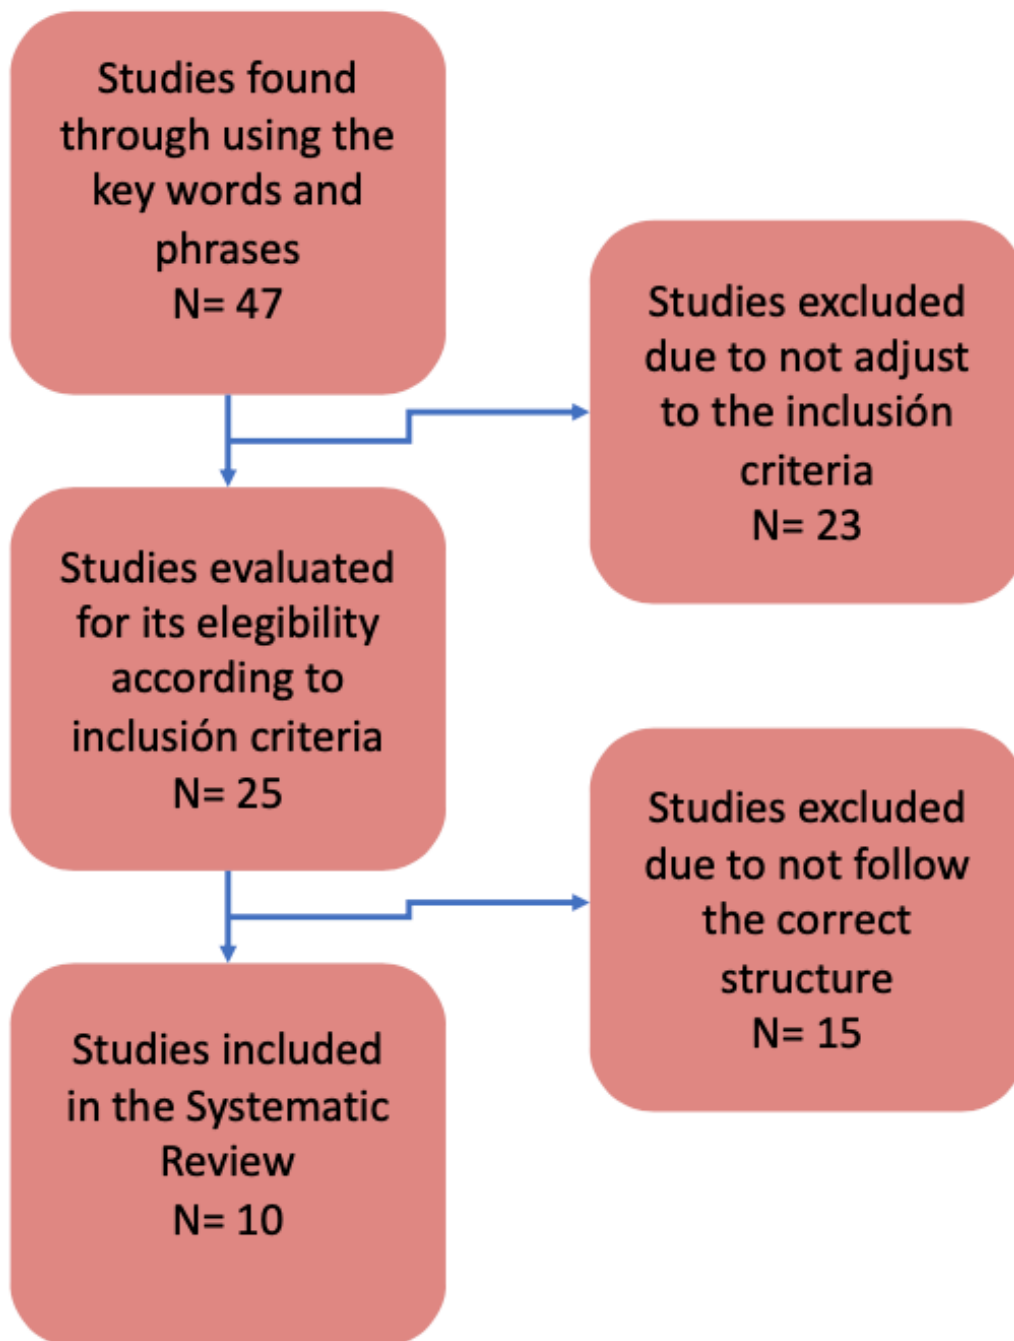 Studies found
through using the
key words and
phrases
N= 47
Studies excluded
due to not adjust
to the inclusión
criteria
N= 23
Studies evaluated
for its elegibility
according to
inclusión criteria
N= 25
Studies excluded
due to not follow
the correct
structure
N= 15
Studies included
in the Systematic
Review
N= 10